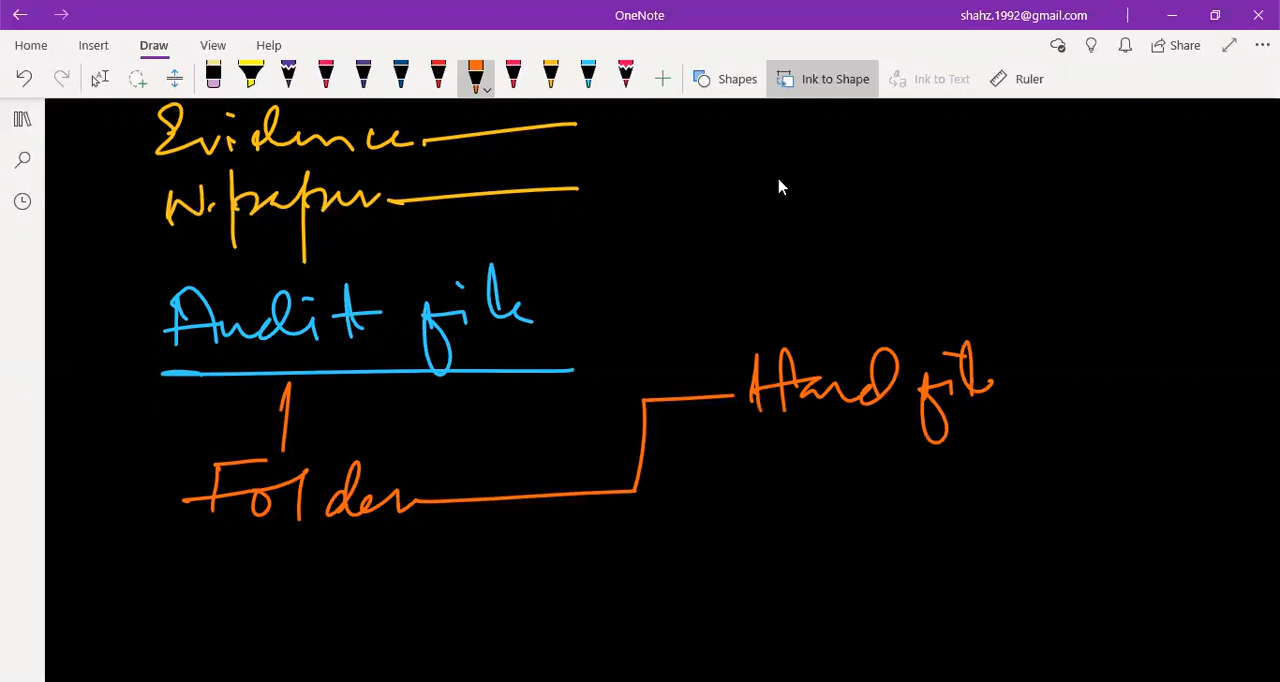 OneNote
shahz.1992@gmail.com
Home Insert Draw View Help
Share
Shapes Ink to Shape Ink to Text Ruler
Evidence
W.paper
Audit file
Hard file
Folder